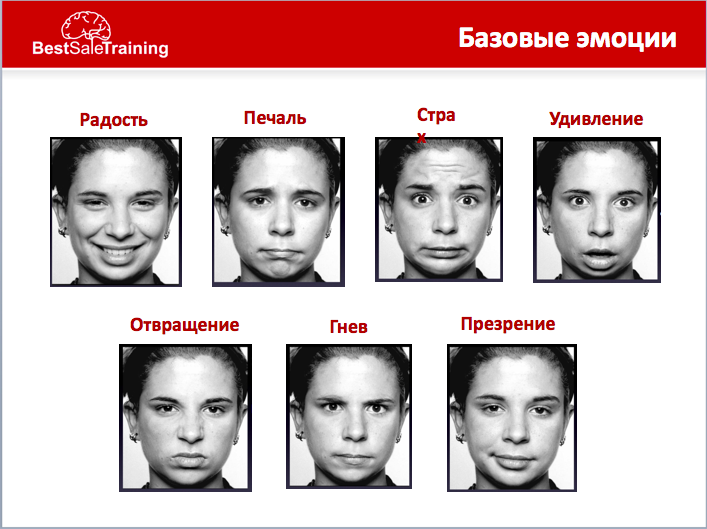 BestSaleTraining
Базовые эмоции
Радость
Печаль
Стра
х
Удивление
Отвращение
Гнев
Презрение